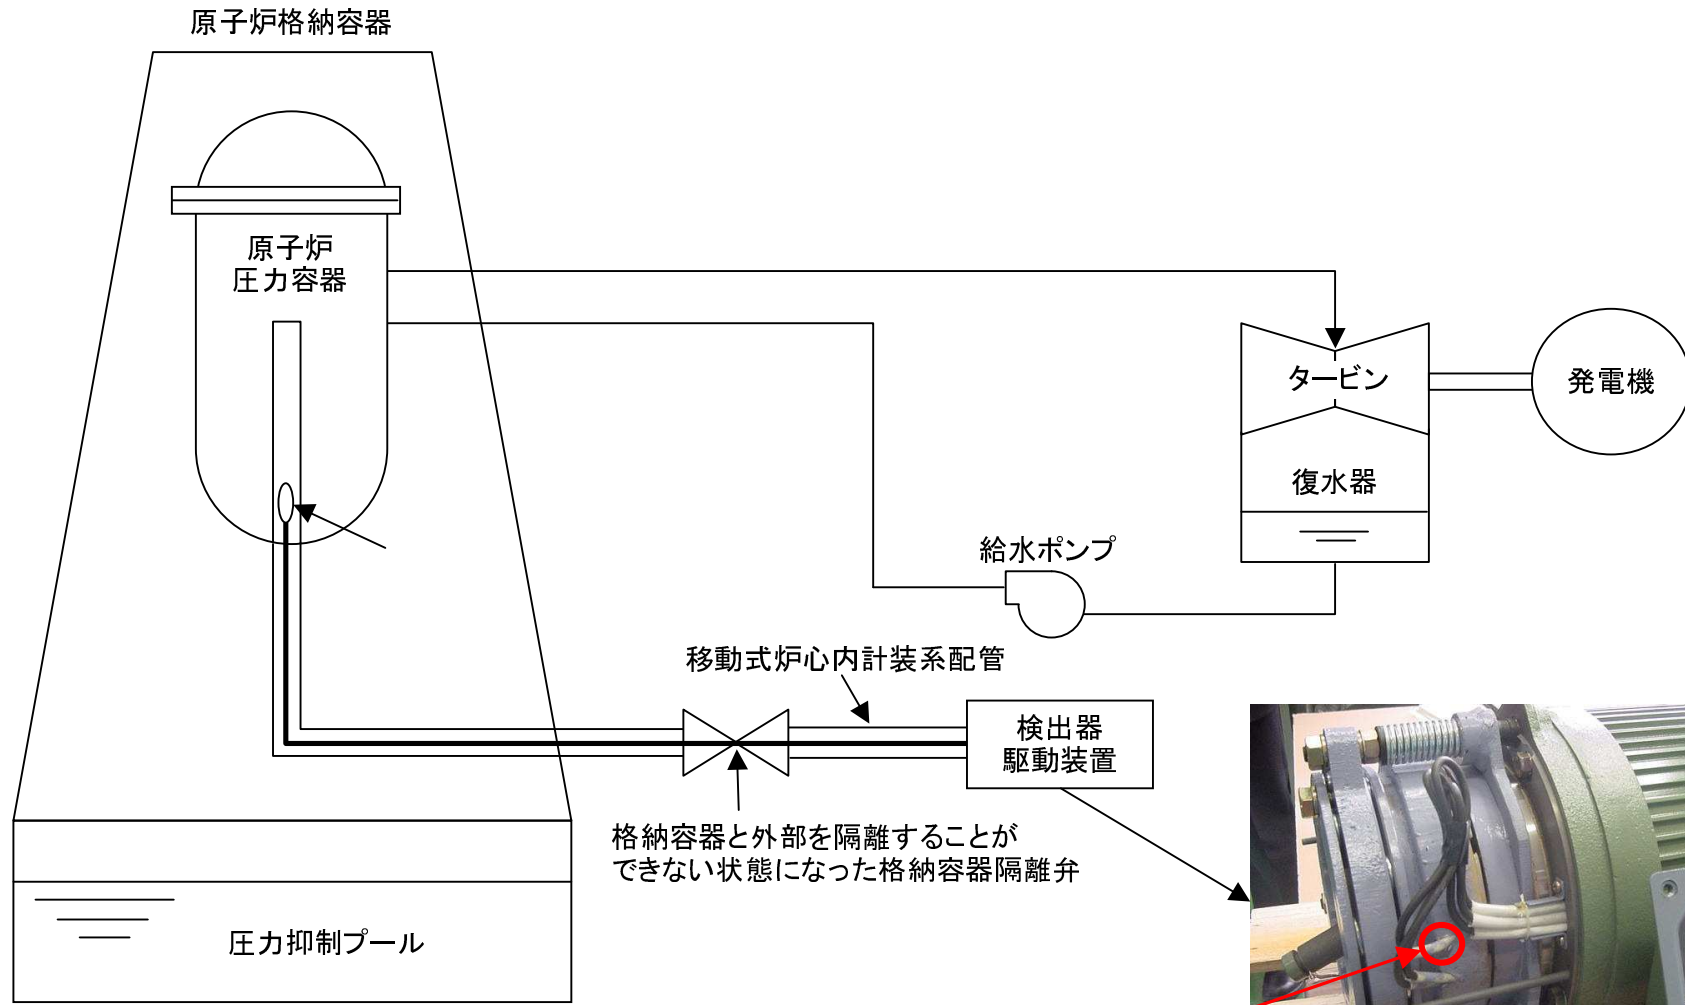 原子炉格納容器
原子炉
圧力容器
タービン
発電機
復水器
給水ポンプ
移動式炉心内計装系配管
検出器
駆動装置
格納容器と外部を隔離することが
できない状態になった格納容器隔離弁
圧力抑制プール